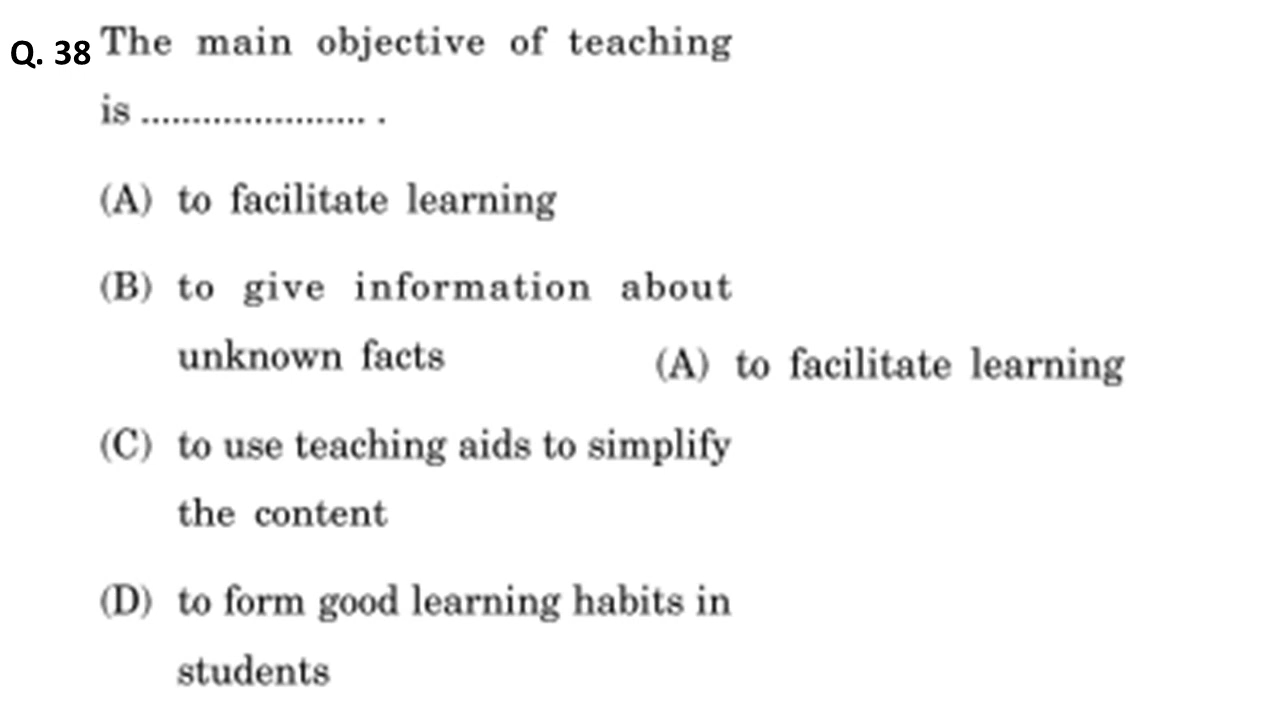 Q. 38 The main objective of teaching
is ...................... .
(A) to facilitate learning
(B) to give information about
unknown facts
(A) to facilitate learning
(C) to use teaching aids to simplify
the content
(D) to form good learning habits in
students